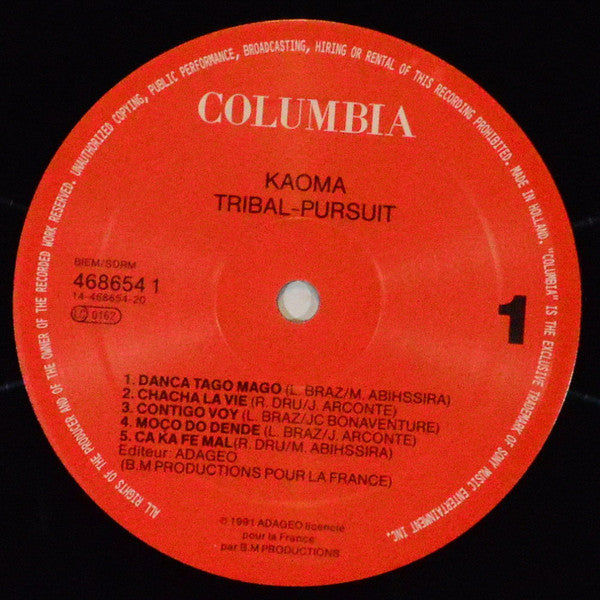 ALL RIGHTS OF THE PRODUCER AND OF THE OWNER OF THE RECORDED WORK RESERVED. UNAUTHORIZED COPYING, PUBLIC PERFORMANCE, BROADCASTING, HIRING OR RENTAL OF THIS RECORDING PROHIBITED. MADE IN HOLLAND. "COLUMBIA" IS THE EXCLUSIVE TRADEMARK OF SONY MUSIC ENTERTAINMENT INC.
COLUMBIA
KAOMA
TRIBAL-PURSUIT
BIEM/SDRM
468654 1
14-468654-20
LC 0162
1
1. DANCA TAGO MAGO (L. BRAZ/M. ABIHSSIRA)
2. CHACHA LA VIE (R. DRU/J. ARCONTE)
3. CONTIGO VOY (L. BRAZ/JC BONAVENTURE)
4. MOÇO DO DENDE (L. BRAZ/J. ARCONTE)
5. CA KA FE MAL (R. DRU/M. ABIHSSIRA)
Editeur: ADAGEO
(B.M PRODUCTIONS POUR LA FRANCE)
℗ 1991 ADAGEO licencié
pour la France
par B.M PRODUCTIONS